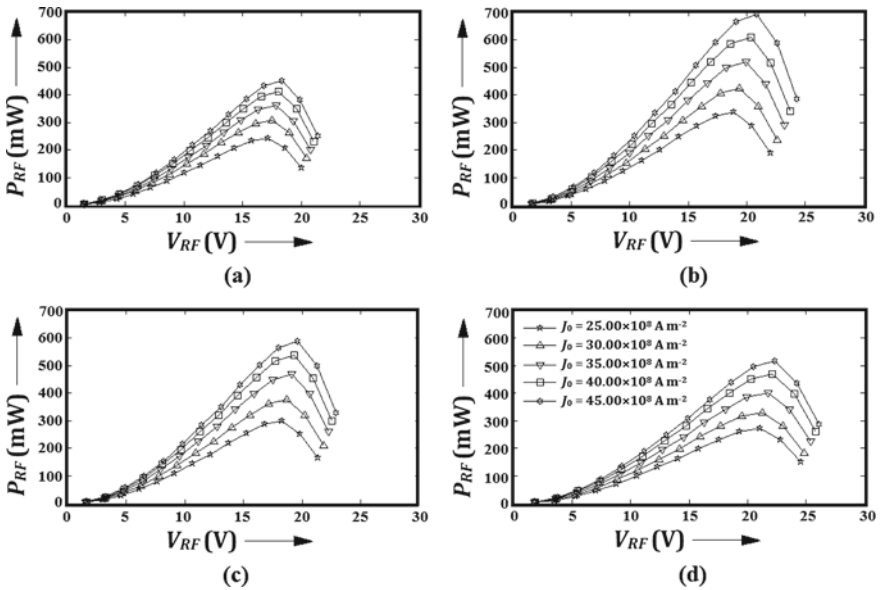 700
600
500
400
300
200
100
0
0 5 10 15 20 25 30
P_RF (mW)
V_RF (V)
(a)
700
600
500
400
300
200
100
0
0 5 10 15 20 25 30
P_RF (mW)
V_RF (V)
(b)
700
600
500
400
300
200
100
0
0 5 10 15 20 25 30
P_RF (mW)
V_RF (V)
(c)
700
600
500
400
300
200
100
0
0 5 10 15 20 25 30
P_RF (mW)
V_RF (V)
J₀ = 25.00×10⁸ A m⁻²
J₀ = 30.00×10⁸ A m⁻²
J₀ = 35.00×10⁸ A m⁻²
J₀ = 40.00×10⁸ A m⁻²
J₀ = 45.00×10⁸ A m⁻²
(d)